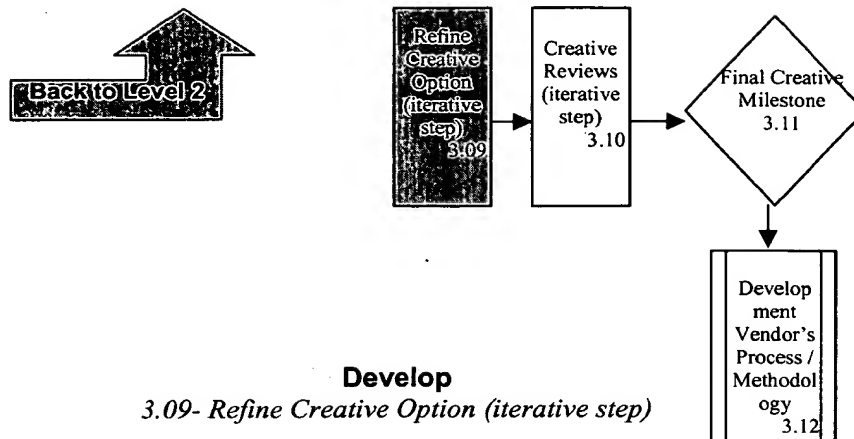 Back to Level 2
Refine
Creative
Option
(iterative
step))
3.09
Creative
Reviews
(iterative
step)
3.10
Final Creative
Milestone
3.11
Develop
ment
Vendor's
Process /
Methodol
ogy
3.12
Develop
3.09- Refine Creative Option (iterative step)